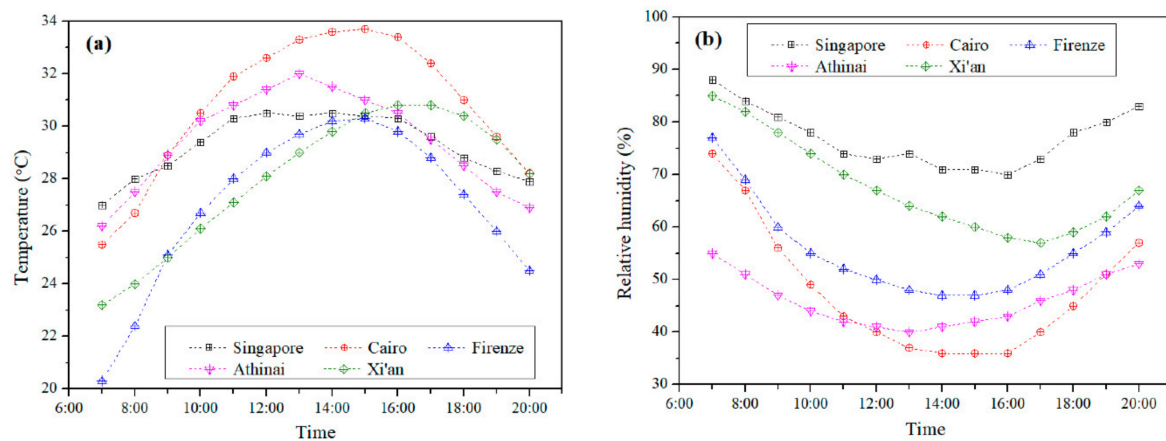 (a)
Temperature (°C)
34
32
30
28
26
24
22
20
Singapore Cairo Firenze
Athinai Xi'an
6:00 8:00 10:00 12:00 14:00 16:00 18:00 20:00
Time
(b)
Relative humidity (%)
100
90
80
70
60
50
40
30
Singapore Cairo Firenze
Athinai Xi'an
6:00 8:00 10:00 12:00 14:00 16:00 18:00 20:00
Time